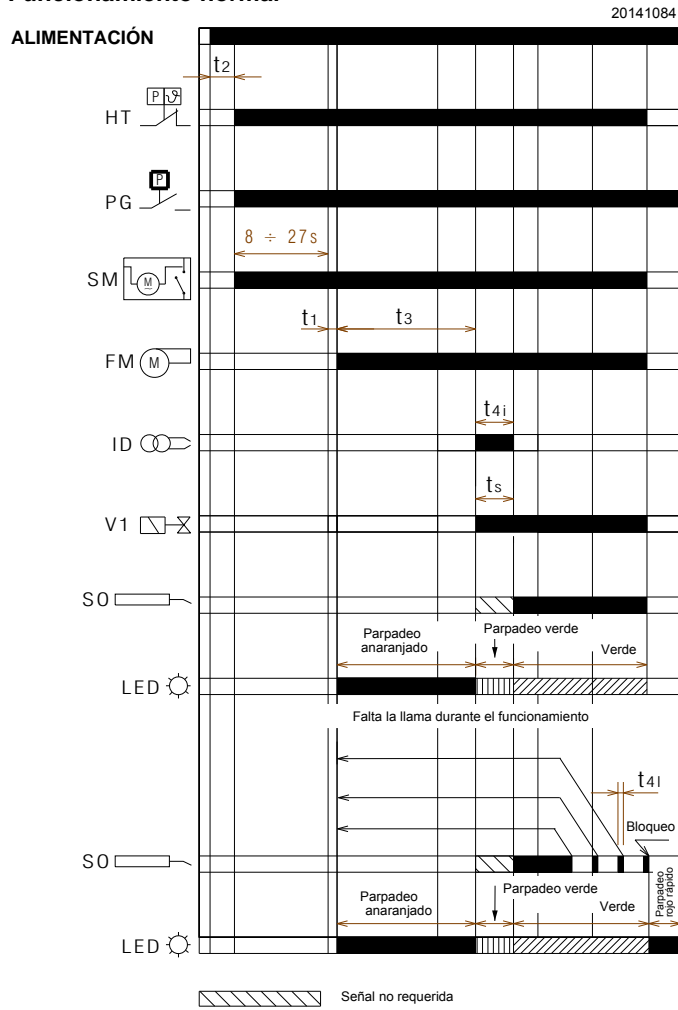 Funcionamiento normal
20141084
ALIMENTACIÓN
t2
P ϑ
HT
P
PG
8 ÷ 27s
SM
M
t1
t3
FM
M
t4i
ID
ts
V1
SO
Parpadeo
anaranjado
Parpadeo verde
Verde
LED
Falta la llama durante el funcionamiento
t4l
Bloqueo
SO
Parpadeo
anaranjado
Parpadeo verde
Verde
Parpadeo
rojo rápido
LED
Señal no requerida